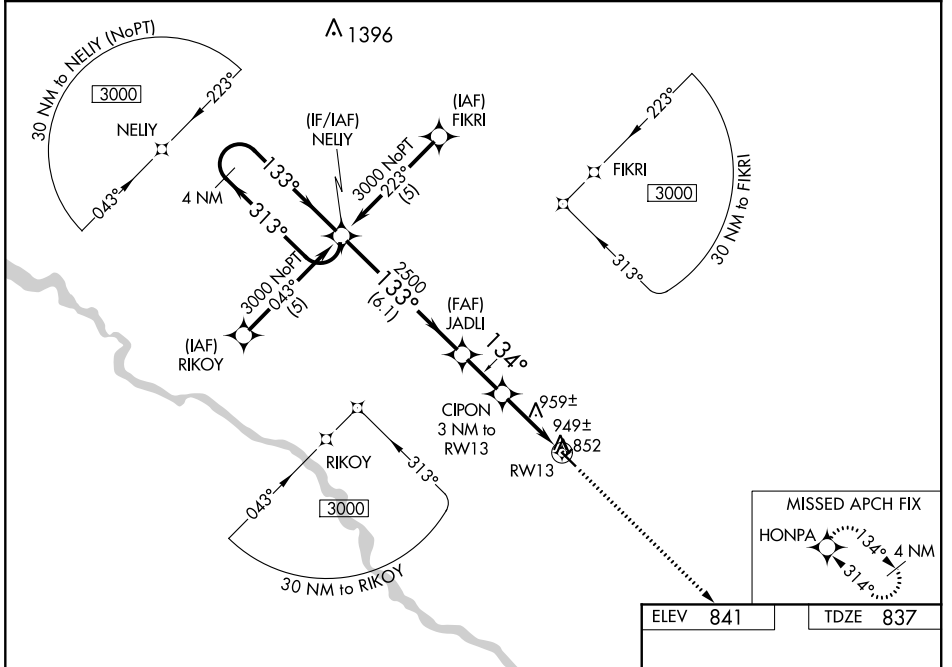 1396
30 NM to NELIY (NoPT)
3000
223°
NELIY
043°
(IF/IAF)
NELIY
(IAF)
FIKRI
3000 NoPT
223°
(5)
133°
4 NM
313°
3000 NoPT
043°
(5)
(IAF)
RIKOY
2500
133°
(6.1)
(FAF)
JADLI
134°
CIPON
3 NM to
RW13
959±
949±
852
RW13
223°
FIKRI
3000
313°
30 NM to FIKRI
RIKOY
043°
313°
3000
30 NM to RIKOY
MISSED APCH FIX
HONPA
134°
4 NM
314°
ELEV 841
TDZE 837